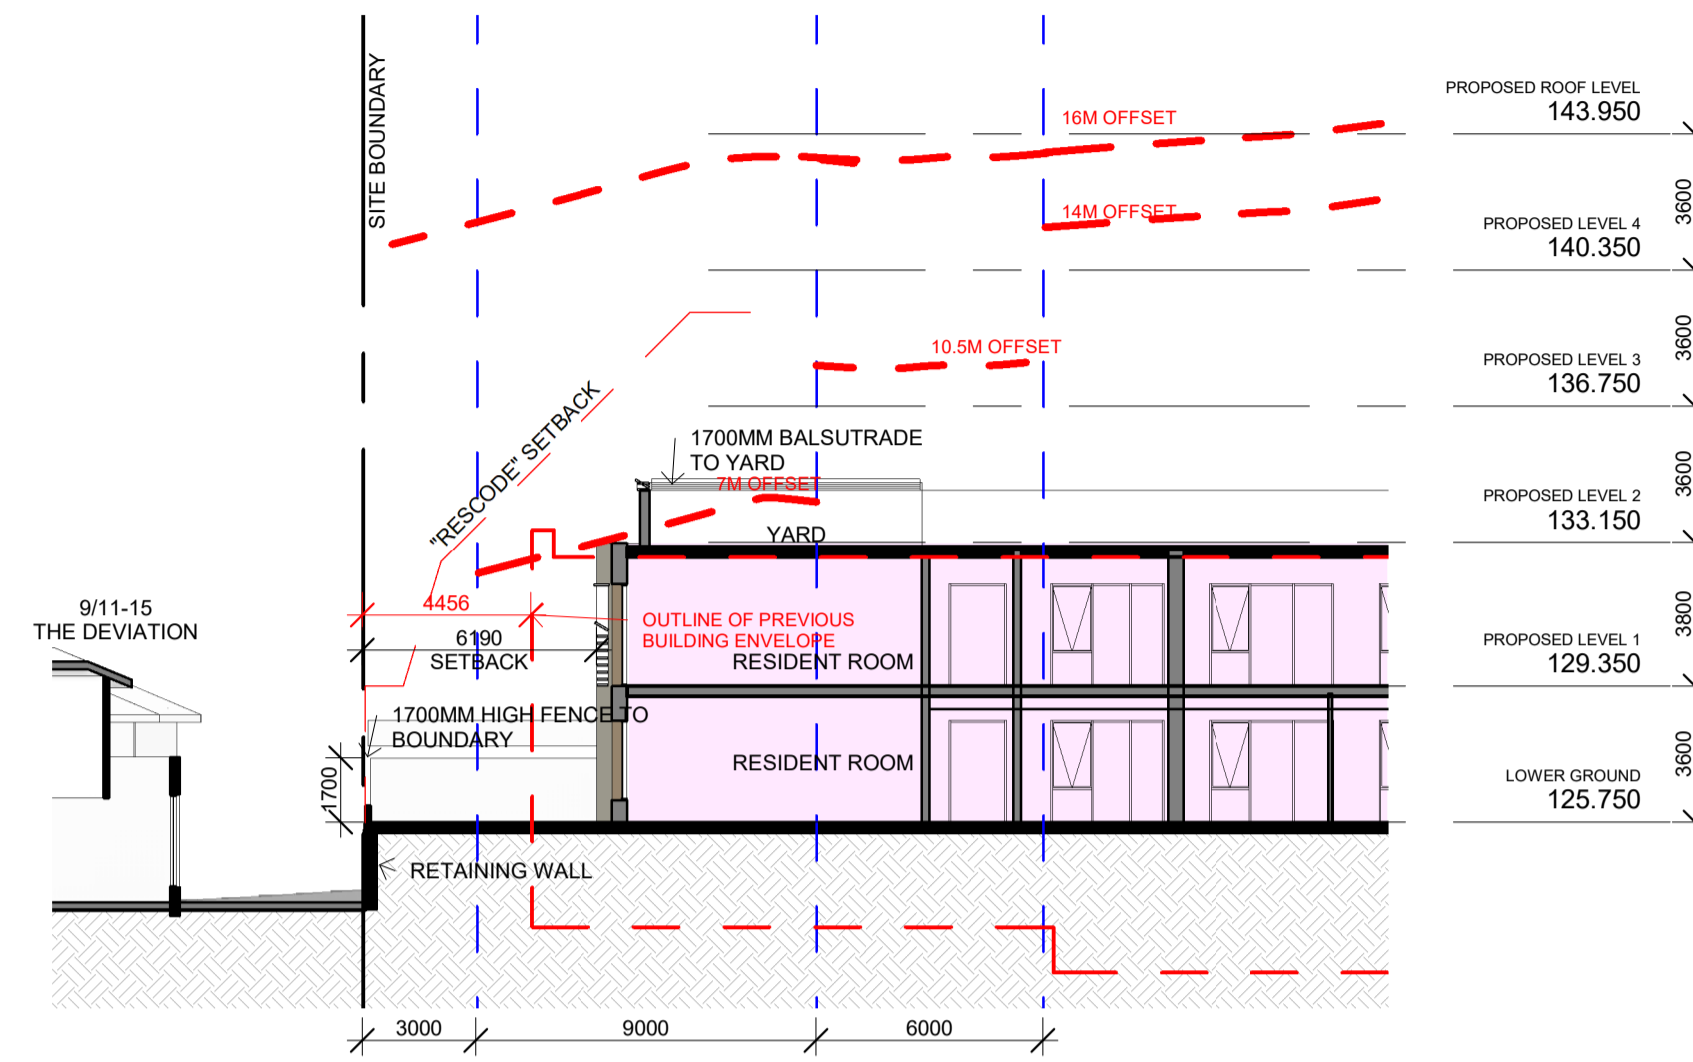 SITE BOUNDARY
PROPOSED ROOF LEVEL
143.950
16M OFFSET
3600
14M OFFSET
PROPOSED LEVEL 4
140.350
3600
10.5M OFFSET
PROPOSED LEVEL 3
136.750
"RESCODE" SETBACK
1700MM BALSUTRADE
TO YARD
7M OFFSET
3600
PROPOSED LEVEL 2
133.150
YARD
9/11-15
THE DEVIATION
4456
OUTLINE OF PREVIOUS
BUILDING ENVELOPE
6190
SETBACK
RESIDENT ROOM
3800
PROPOSED LEVEL 1
129.350
1700MM HIGH FENCE TO
BOUNDARY
RESIDENT ROOM
1700
3600
LOWER GROUND
125.750
RETAINING WALL
3000
9000
6000